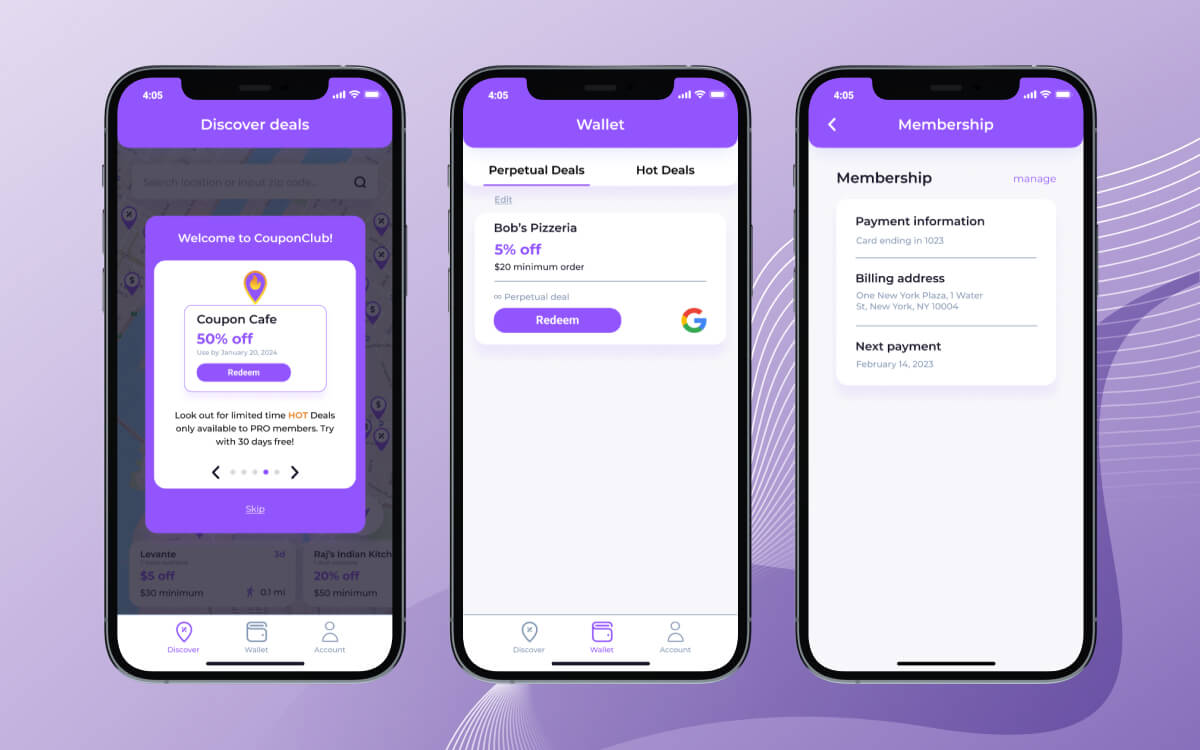 4:05
Discover deals
Search location or input zip code...
Welcome to CouponClub!
Coupon Cafe
50% off
Use by January 20, 2024
Redeem
Look out for limited time HOT Deals
only available to PRO members. Try
with 30 days free!
Skip
Levante
3d
$5 off
$30 minimum
0.1 mi
Raj's Indian Kitch
20% off
$50 minimum
Discover
Wallet
Account
4:05
Wallet
Perpetual Deals
Hot Deals
Edit
Bob's Pizzeria
5% off
$20 minimum order
∞ Perpetual deal
Redeem
G
Discover
Wallet
Account
4:05
Membership
Membership
manage
Payment information
Card ending in 1023
Billing address
One New York Plaza, 1 Water
St, New York, NY 10004
Next payment
February 14, 2023